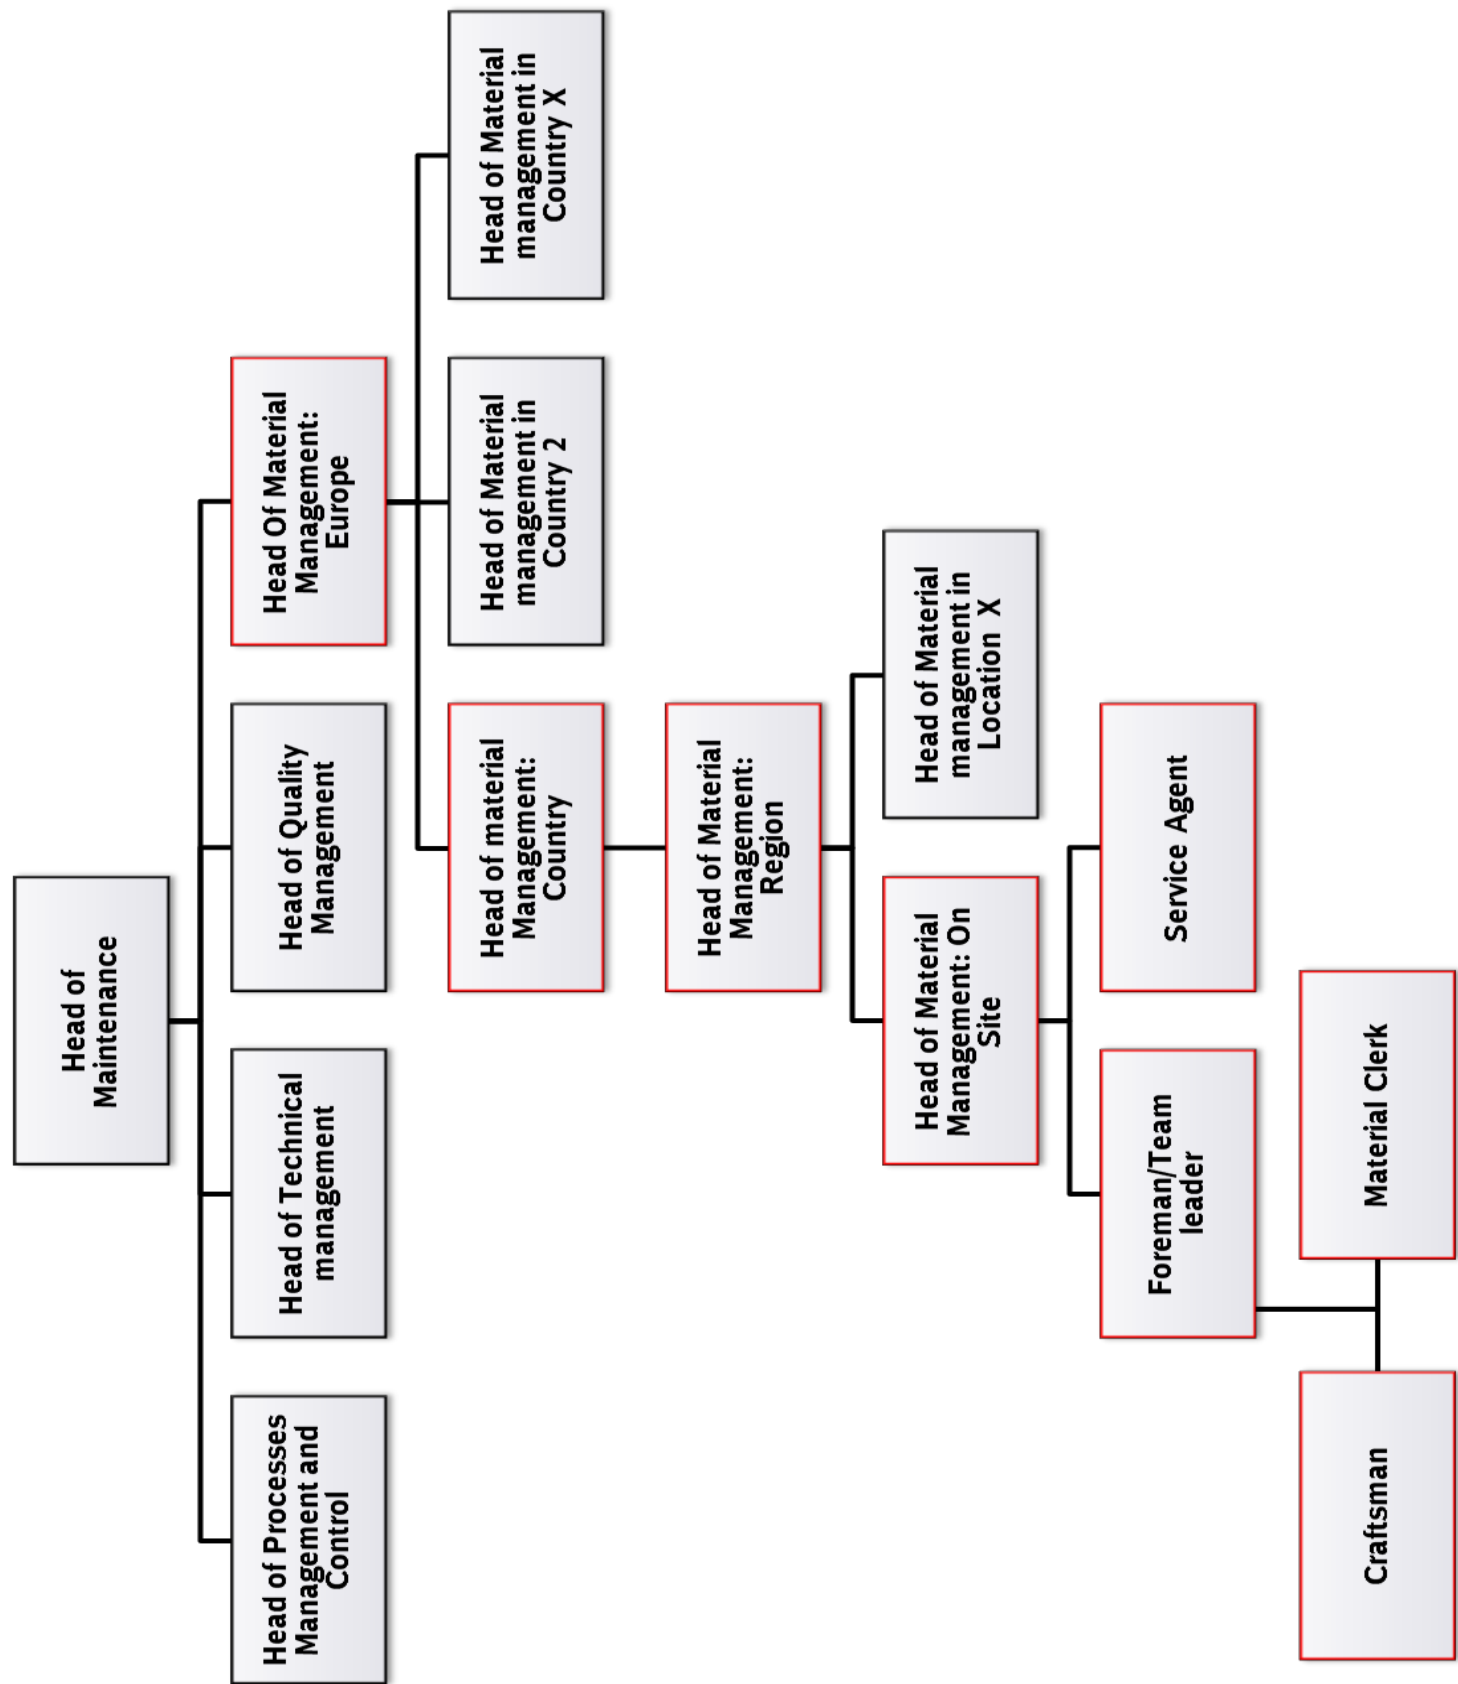 Head of
Maintenance
Head of Processes
Management and
Control
Head of Technical
management
Head of Quality
Management
Head Of Material
Management:
Europe
Head of material
Management:
Country
Head of Material
management in
Country 2
Head of Material
management in
Country X
Head of Material
Management:
Region
Head of Material
Management: On
Site
Head of Material
management in
Location X
Foreman/Team
leader
Service Agent
Craftsman
Material Clerk